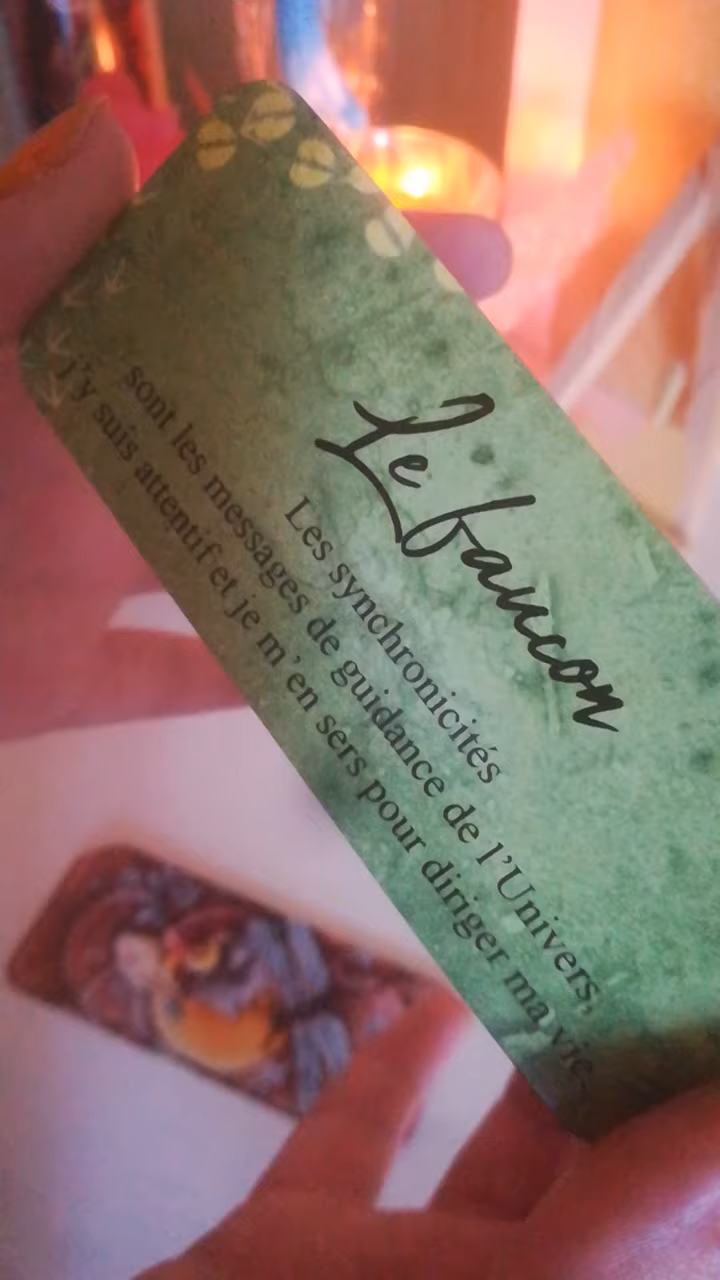 Le faucon
Les synchronicités
sont les messages de guidance de l'Univers,
j'y suis attentif et je m'en sers pour diriger ma vie.